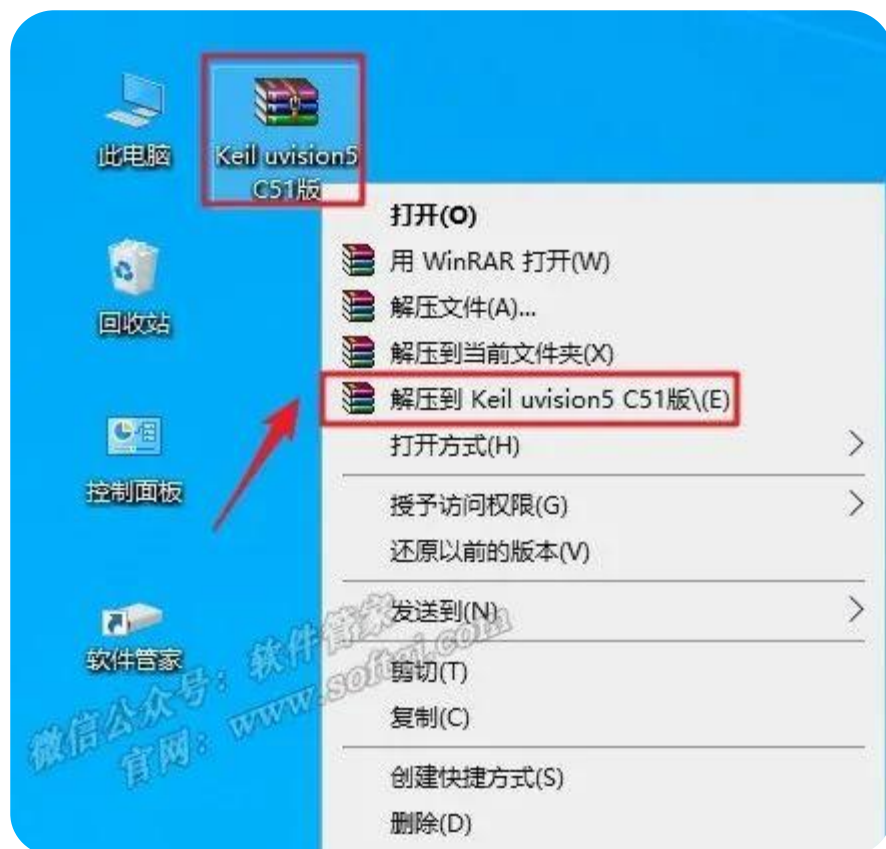 此电脑
Keil uvision5
C51版
回收站
控制面板
软件管家
打开(O)
用 WinRAR 打开(W)
解压文件(A)...
解压到当前文件夹(X)
解压到 Keil uvision5 C51版\(E)
打开方式(H)
授予访问权限(G)
还原以前的版本(V)
发送到(N)
剪切(T)
复制(C)
创建快捷方式(S)
删除(D)
微信公众号：软件管家
官网：www.softgj.com